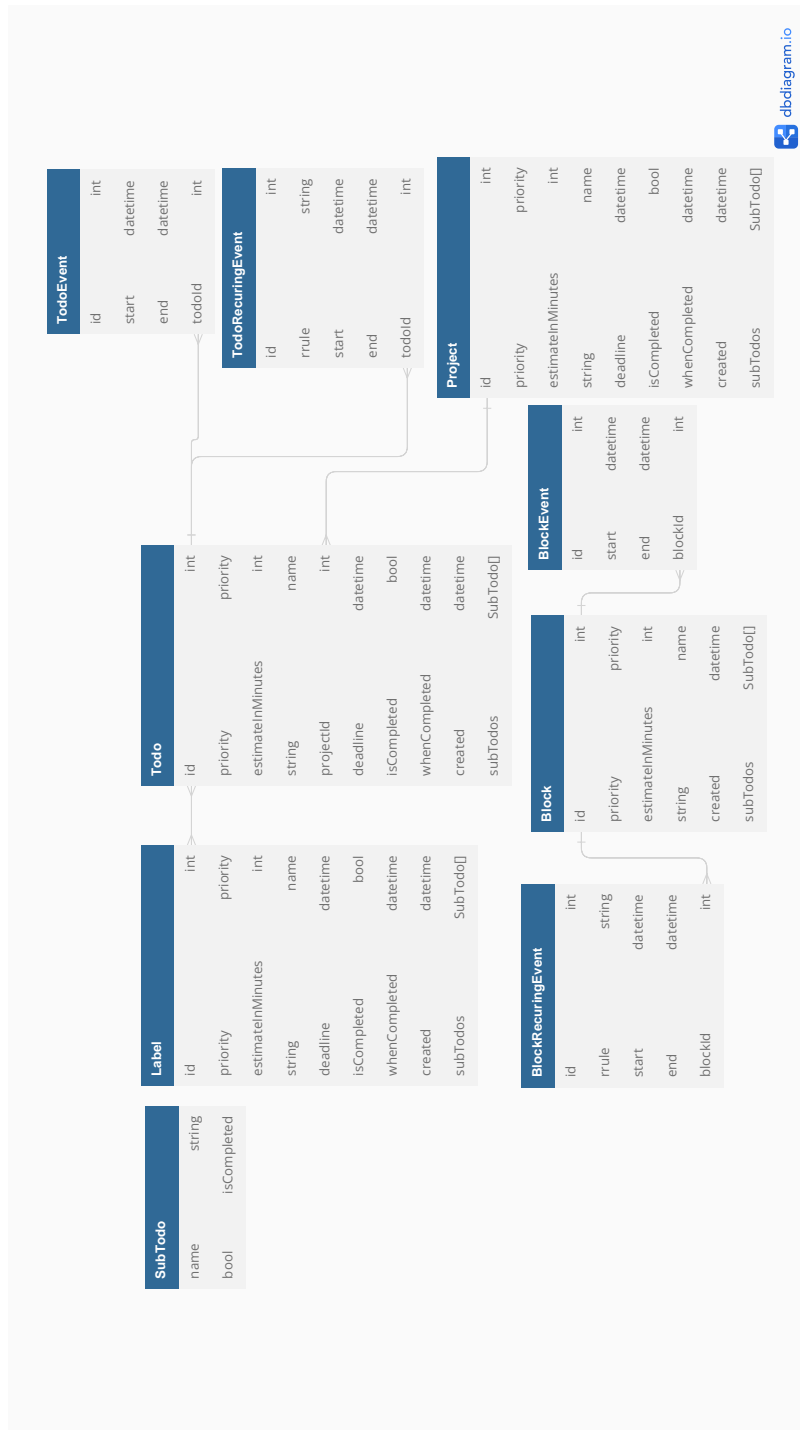 SubTodo
name string
bool isCompleted
Label
id int
priority priority
estimateInMinutes int
string name
deadline datetime
isCompleted bool
whenCompleted datetime
created datetime
subTodos SubTodo[]
Todo
id int
priority priority
estimateInMinutes int
string name
projectId int
deadline datetime
isCompleted bool
whenCompleted datetime
created datetime
subTodos SubTodo[]
TodoEvent
id int
start datetime
end datetime
todoId int
TodoRecuringEvent
id int
rrule string
start datetime
end datetime
todoId int
Project
id int
priority priority
estimateInMinutes int
string name
deadline datetime
isCompleted bool
whenCompleted datetime
created datetime
subTodos SubTodo[]
BlockRecuringEvent
id int
rrule string
start datetime
end datetime
blockId int
Block
id int
priority priority
estimateInMinutes int
string name
created datetime
subTodos SubTodo[]
BlockEvent
id int
start datetime
end datetime
blockId int
dbdiagram.io